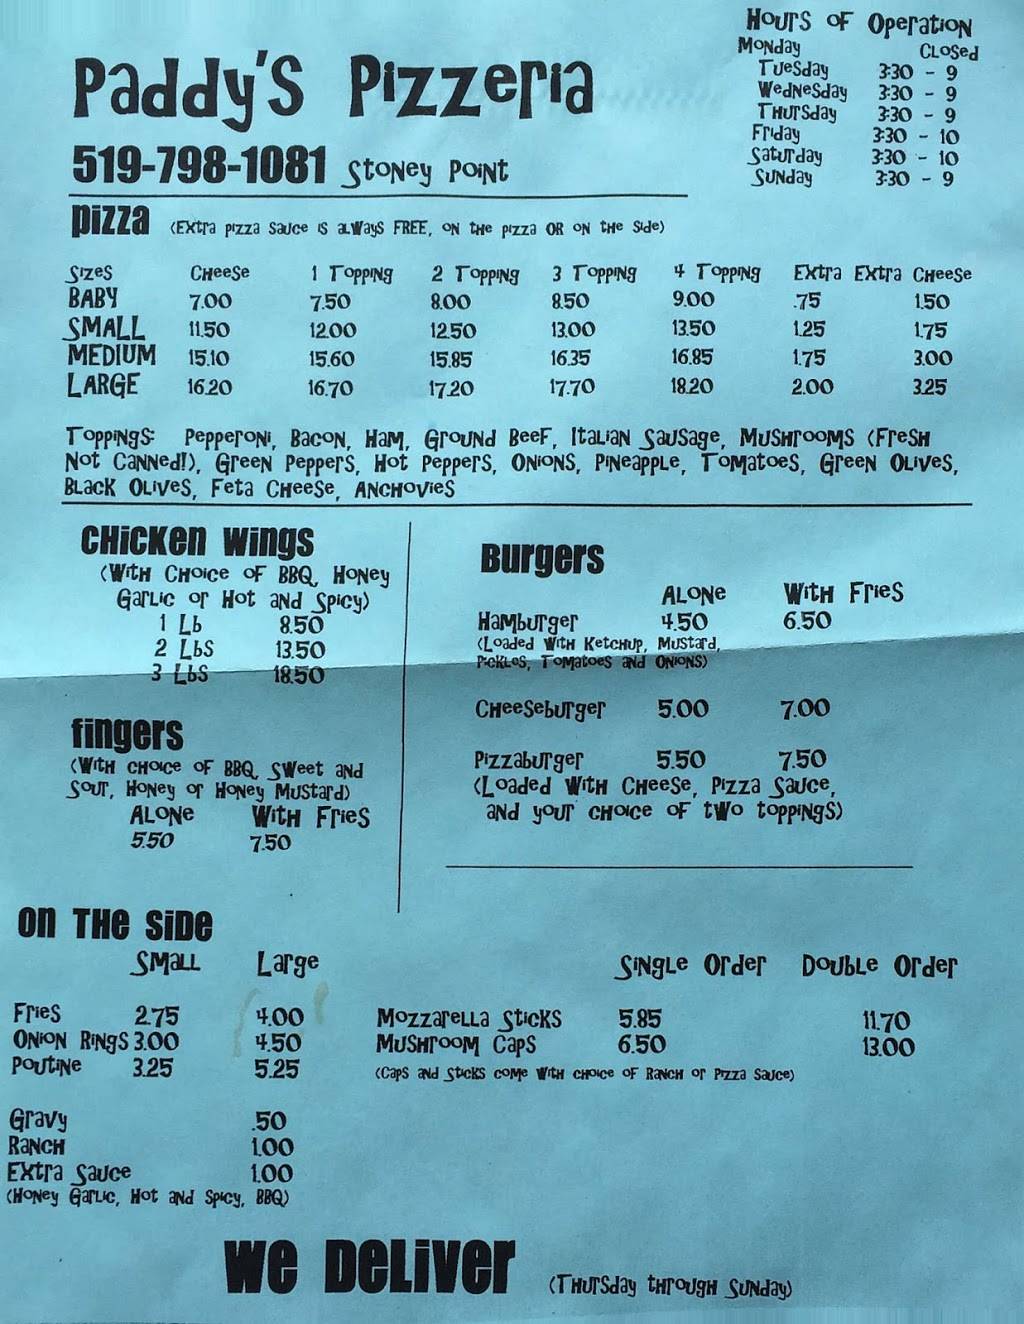 Paddy's Pizzeria
519-798-1081 Stoney Point
Hours of Operation
Monday Closed
Tuesday 3:30 - 9
Wednesday 3:30 - 9
Thursday 3:30 - 9
Friday 3:30 - 10
Saturday 3:30 - 10
Sunday 3:30 - 9
Pizza (Extra pizza sauce is always FREE, on the pizza OR on the side)
Sizes Cheese 1 Topping 2 Topping 3 Topping 4 Topping Extra Extra Cheese
BABY 7.00 7.50 8.00 8.50 9.00 .75 1.50
SMALL 11.50 12.00 12.50 13.00 13.50 1.25 1.75
MEDIUM 15.10 15.60 15.85 16.35 16.85 1.75 3.00
LARGE 16.20 16.70 17.20 17.70 18.20 2.00 3.25
Toppings: Pepperoni, Bacon, Ham, Ground Beef, Italian Sausage, Mushrooms (Fresh
Not Canned!), Green Peppers, Hot Peppers, Onions, Pineapple, Tomatoes, Green Olives,
Black Olives, Feta Cheese, Anchovies
Chicken Wings
(With Choice of BBQ, Honey
Garlic or Hot and Spicy)
1 Lb 8.50
2 Lbs 13.50
3 Lbs 18.50
Fingers
(With choice of BBQ, Sweet and
Sour, Honey or Honey Mustard)
Alone With Fries
5.50 7.50
Burgers
Alone With Fries
Hamburger 4.50 6.50
(Loaded with Ketchup, Mustard,
Pickles, Tomatoes and Onions)
Cheeseburger 5.00 7.00
Pizzaburger 5.50 7.50
(Loaded with Cheese, Pizza Sauce,
and your choice of two toppings)
On The Side
Small Large
Fries 2.75 4.00
Onion Rings 3.00 4.50
Poutine 3.25 5.25
Gravy .50
Ranch 1.00
Extra Sauce 1.00
(Honey Garlic, Hot and Spicy, BBQ)
Single Order Double Order
Mozzarella Sticks 5.85 11.70
Mushroom Caps 6.50 13.00
(Caps and Sticks come with choice of Ranch or Pizza Sauce)
We Deliver (Thursday through Sunday)